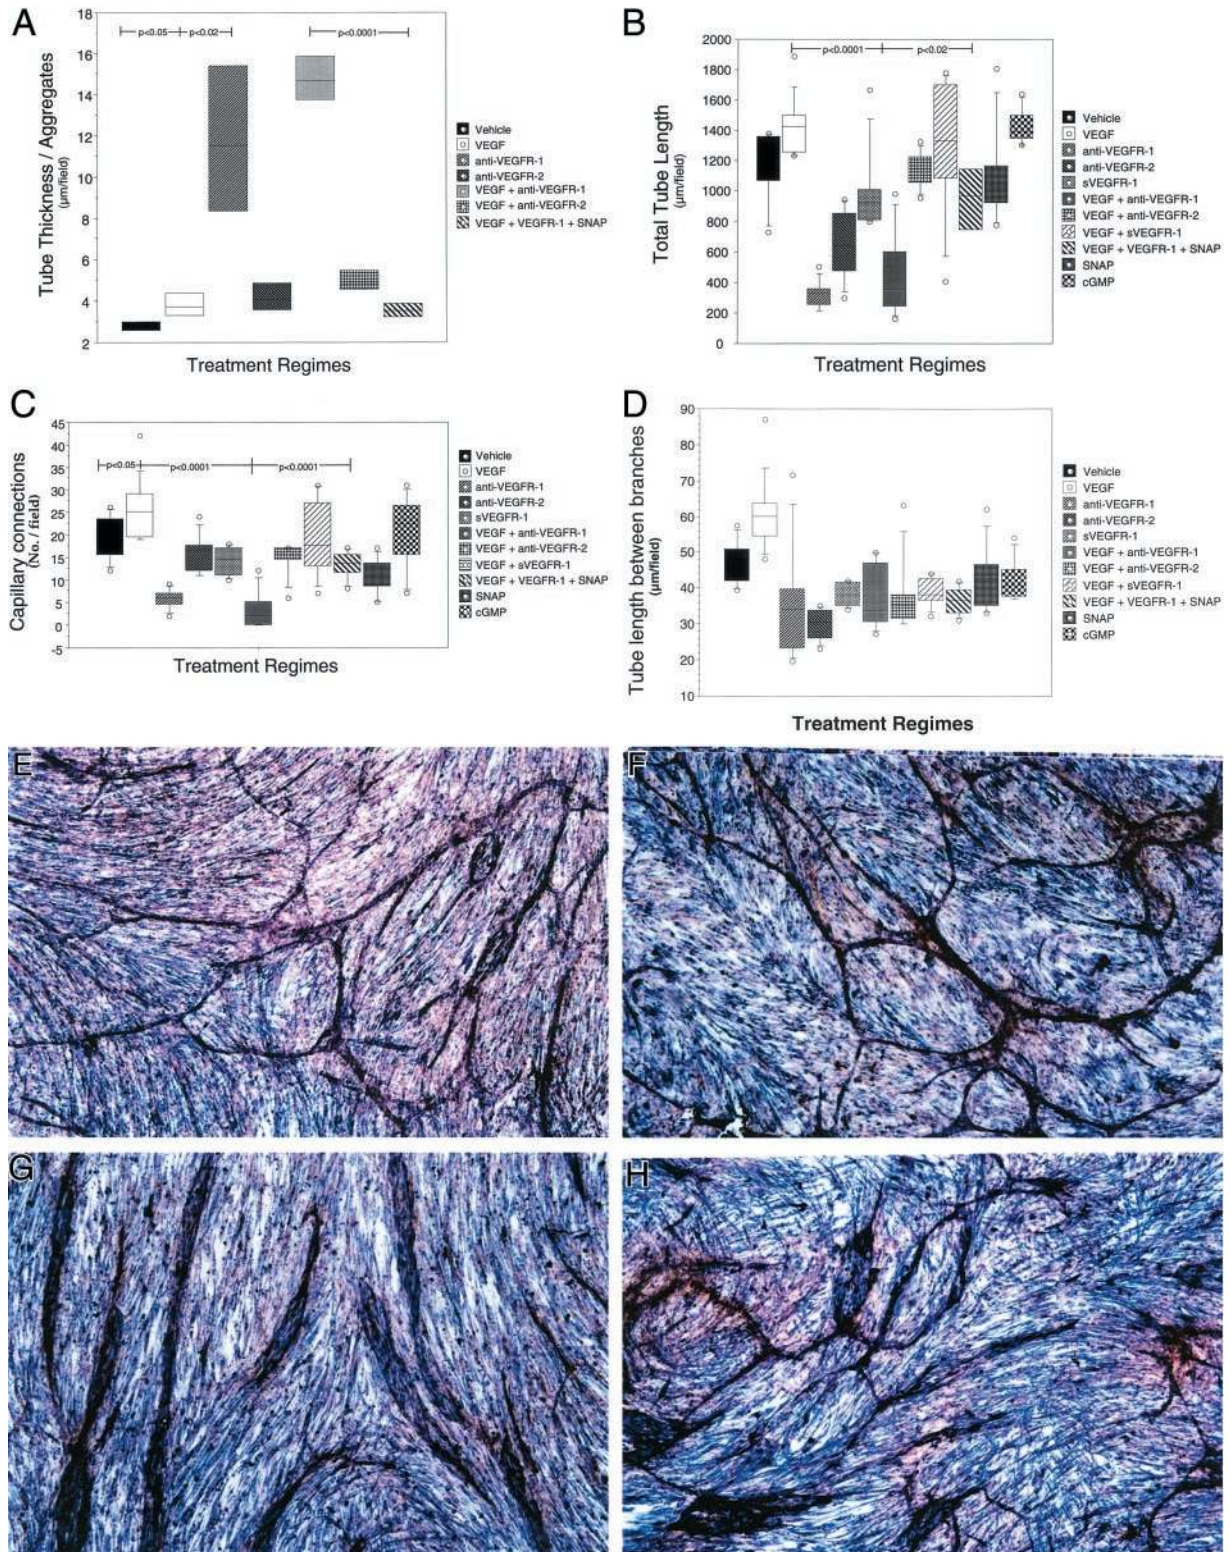 A
Tube Thickness / Aggregates
(µm/field)
18
16
14
12
10
8
6
4
2
p<0.05
p<0.02
p<0.0001
Treatment Regimes
Vehicle
VEGF
anti-VEGFR-1
anti-VEGFR-2
VEGF + anti-VEGFR-1
VEGF + anti-VEGFR-2
VEGF + VEGFR-1 + SNAP
B
Total Tube Length
(µm/field)
2000
1800
1600
1400
1200
1000
800
600
400
200
0
p<0.0001
p<0.02
Treatment Regimes
Vehicle
VEGF
anti-VEGFR-1
anti-VEGFR-2
sVEGFR-1
VEGF + anti-VEGFR-1
VEGF + anti-VEGFR-2
VEGF + sVEGFR-1
VEGF + VEGFR-1 + SNAP
SNAP
cGMP
C
Capillary connections
(No. / field)
45
40
35
30
25
20
15
10
5
0
-5
p<0.05
p<0.0001
p<0.0001
Treatment Regimes
Vehicle
VEGF
anti-VEGFR-1
anti-VEGFR-2
sVEGFR-1
VEGF + anti-VEGFR-1
VEGF + anti-VEGFR-2
VEGF + sVEGFR-1
VEGF + VEGFR-1 + SNAP
SNAP
cGMP
D
Tube length between branches
(µm/field)
90
80
70
60
50
40
30
20
10
Treatment Regimes
Vehicle
VEGF
anti-VEGFR-1
anti-VEGFR-2
sVEGFR-1
VEGF + anti-VEGFR-1
VEGF + anti-VEGFR-2
VEGF + sVEGFR-1
VEGF + VEGFR-1 + SNAP
SNAP
cGMP
E
F
G
H